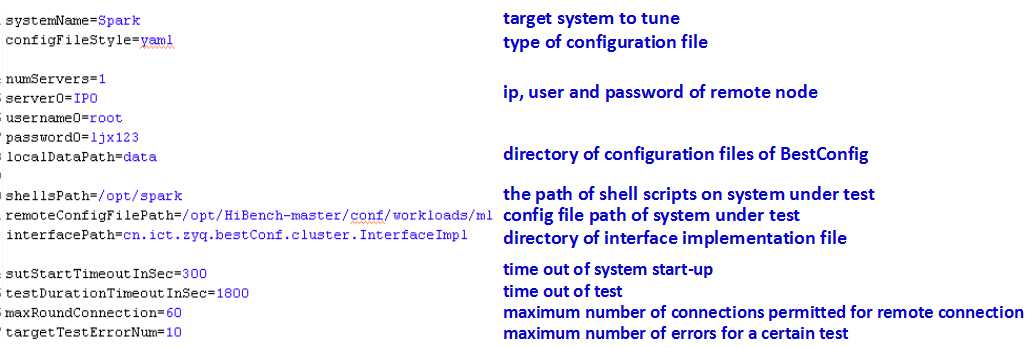 systemName=Spark target system to tune
configFileStyle=yaml type of configuration file
numServers=1
server0=IP0 ip, user and password of remote node
username0=root
password0=ljx123
localDataPath=data directory of configuration files of BestConfig
shellsPath=/opt/spark the path of shell scripts on system under test
remoteConfigFilePath=/opt/HiBench-master/conf/workloads/ml config file path of system under test
interfacePath=cn.ict.zyq.bestConf.cluster.InterfaceImpl directory of interface implementation file
sutStartTimeoutInSec=300 time out of system start-up
testDurationTimeoutInSec=1800 time out of test
maxRoundConnection=60 maximum number of connections permitted for remote connection
targetTestErrorNum=10 maximum number of errors for a certain test